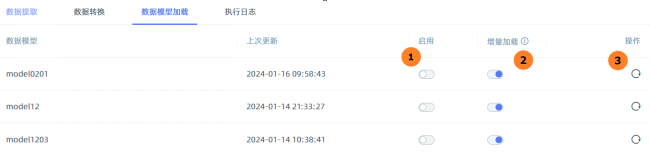 数据提取 数据转换 数据模型加载 执行日志
数据模型 上次更新 启用 增量加载 操作
1 2 3
model0201 2024-01-16 09:58:43
model12 2024-01-14 21:33:27
model1203 2024-01-14 10:38:41